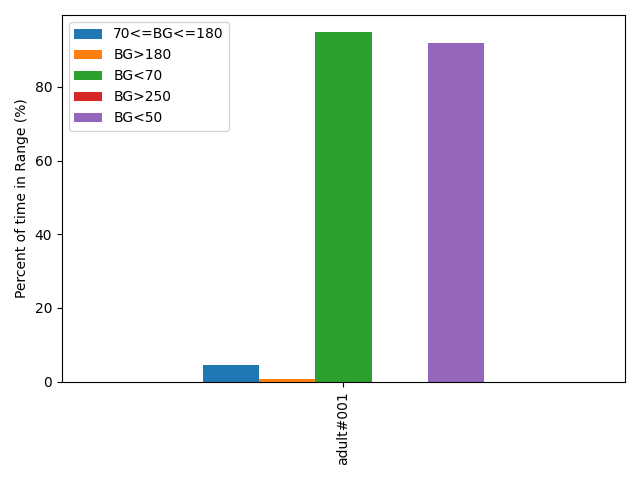 70<=BG<=180
BG>180
BG<70
BG>250
BG<50
Percent of time in Range (%)
80
60
40
20
0
adult#001